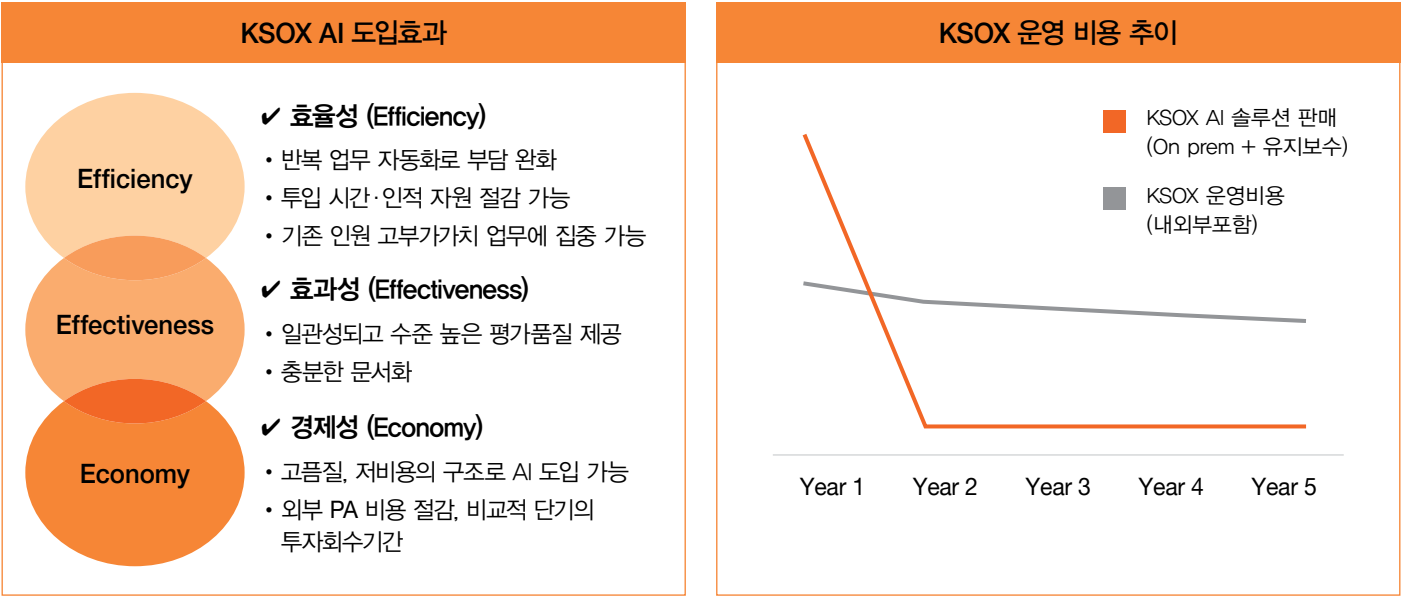 KSOX AI 도입효과
Efficiency
Effectiveness
Economy
✔ 효율성 (Efficiency)
• 반복 업무 자동화로 부담 완화
• 투입 시간·인적 자원 절감 가능
• 기존 인원 고부가가치 업무에 집중 가능
✔ 효과성 (Effectiveness)
• 일관성되고 수준 높은 평가품질 제공
• 충분한 문서화
✔ 경제성 (Economy)
• 고픔질, 저비용의 구조로 AI 도입 가능
• 외부 PA 비용 절감, 비교적 단기의
투자회수기간
KSOX 운영 비용 추이
KSOX AI 솔루션 판매
(On prem + 유지보수)
KSOX 운영비용
(내외부포함)
Year 1 Year 2 Year 3 Year 4 Year 5